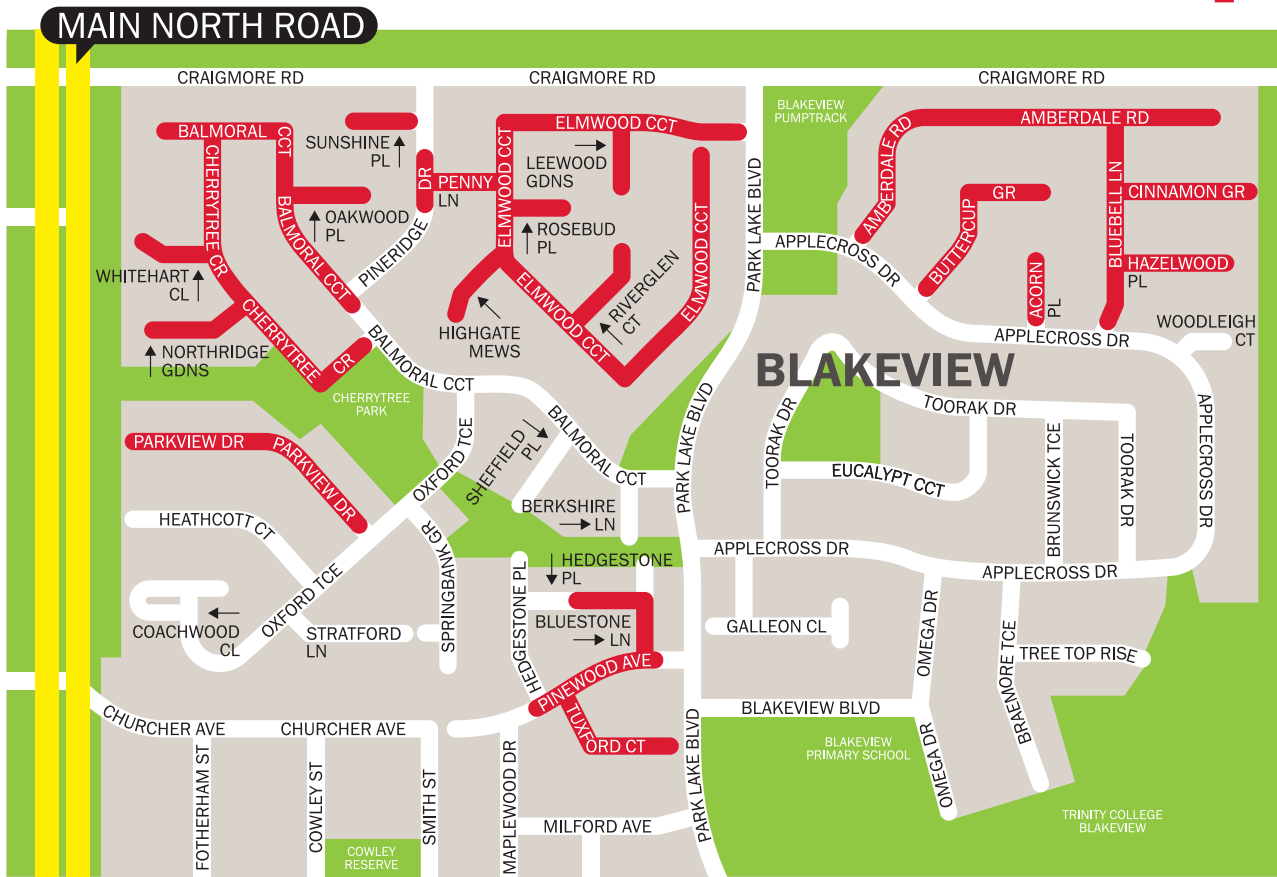 MAIN NORTH ROAD
CRAIGMORE RD
CRAIGMORE RD
CRAIGMORE RD
BLAKEVIEW
PUMPTRACK
BALMORAL
CCT
SUNSHINE
PL
ELMWOOD CCT
ELMWOOD CCT
LEEWOOD
GDNS
AMBERDALE RD
AMBERDALE RD
CHERRYTREE CR
DR
PENNY
LN
OAKWOOD
PL
BALMORAL CCT
ROSEBUD
PL
ELMWOOD CCT
PARK LAKE BLVD
BUTTERCUP
GR
BLUEBELL LN
CINNAMON GR
PINERIDGE
APPLECROSS DR
WHITEHART
CL
HAZELWOOD
PL
ACORN
PL
CHERRYTREE
CR
NORTHRIDGE
GDNS
HIGHGATE
MEWS
ELMWOOD CCT
RIVERGLEN
CT
WOODLEIGH
CT
APPLECROSS DR
BALMORAL CCT
BLAKEVIEW
CHERRYTREE
PARK
PARK LAKE BLVD
TOORAK DR
TOORAK DR
APPLECROSS DR
PARKVIEW DR
PARKVIEW DR
OXFORD TCE
SHEFFIELD
PL
BALMORAL CCT
EUCALYPT CCT
BRUNSWICK TCE
TOORAK DR
HEATHCOTT CT
BERKSHIRE
LN
SPRINGBANK GR
APPLECROSS DR
APPLECROSS DR
HEDGESTONE
PL
HEDGESTONE PL
OXFORD TCE
COACHWOOD
CL
STRATFORD
LN
BLUESTONE
LN
GALLEON CL
OMEGA DR
BRAEMORE TCE
TREE TOP RISE
PINEWOOD AVE
TUXFORD CT
CHURCHER AVE
CHURCHER AVE
PARK LAKE BLVD
BLAKEVIEW BLVD
BLAKEVIEW
PRIMARY SCHOOL
OMEGA DR
FOTHERHAM ST
COWLEY ST
SMITH ST
MAPLEWOOD DR
MILFORD AVE
TRINITY COLLEGE
BLAKEVIEW
COWLEY
RESERVE